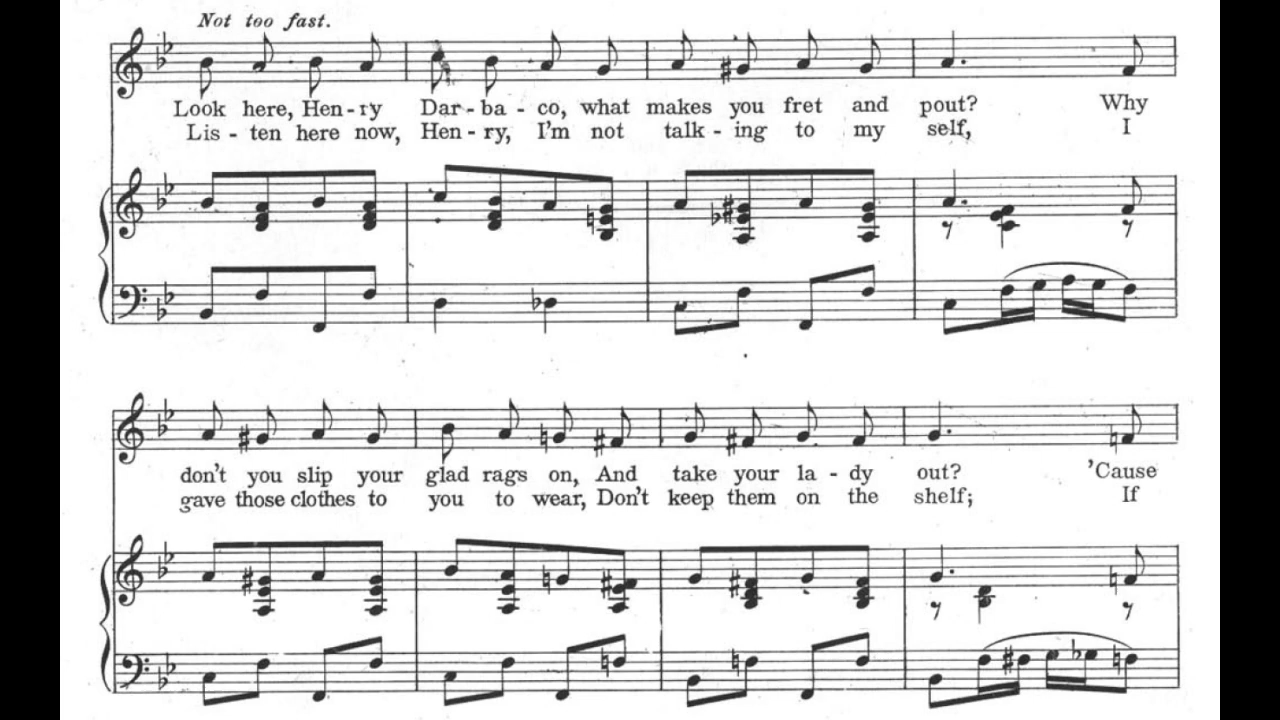 Not too fast.
Look here, Hen - ry Dar - ba - co, what makes you fret and pout? Why
Lis - ten here now, Hen - ry, I'm not talk - ing to my self, I
don't you slip your glad rags on, And take your la - dy out? 'Cause
gave those clothes to you to wear, Don't keep them on the shelf; If